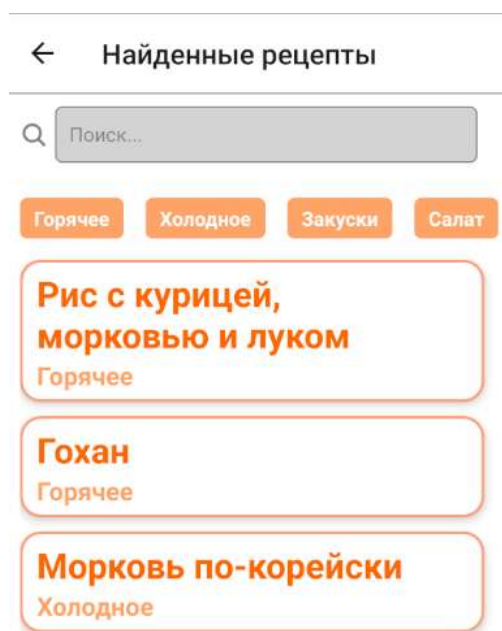 Найденные рецепты
Поиск...
Горячее Холодное Закуски Салат
Рис с курицей,
морковью и луком
Горячее
Гохан
Горячее
Морковь по-корейски
Холодное